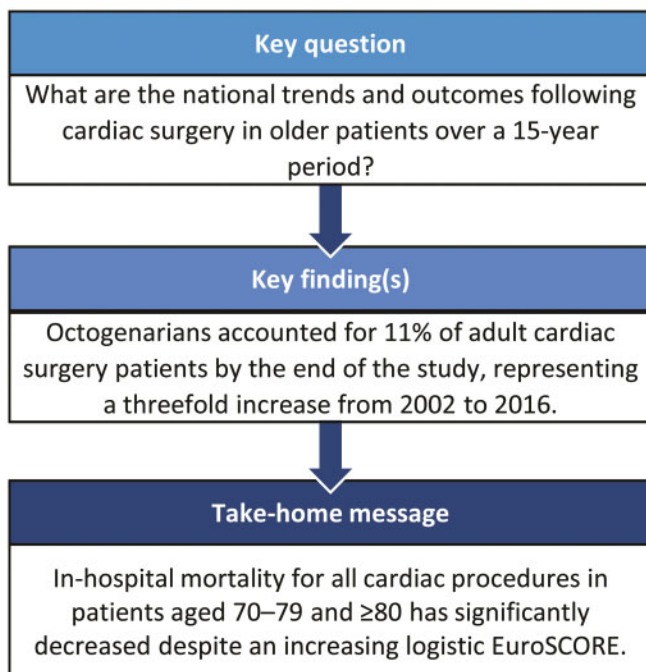 Key question
What are the national trends and outcomes following
cardiac surgery in older patients over a 15-year
period?
Key finding(s)
Octogenarians accounted for 11% of adult cardiac
surgery patients by the end of the study, representing
a threefold increase from 2002 to 2016.
Take-home message
In-hospital mortality for all cardiac procedures in
patients aged 70–79 and ≥80 has significantly
decreased despite an increasing logistic EuroSCORE.